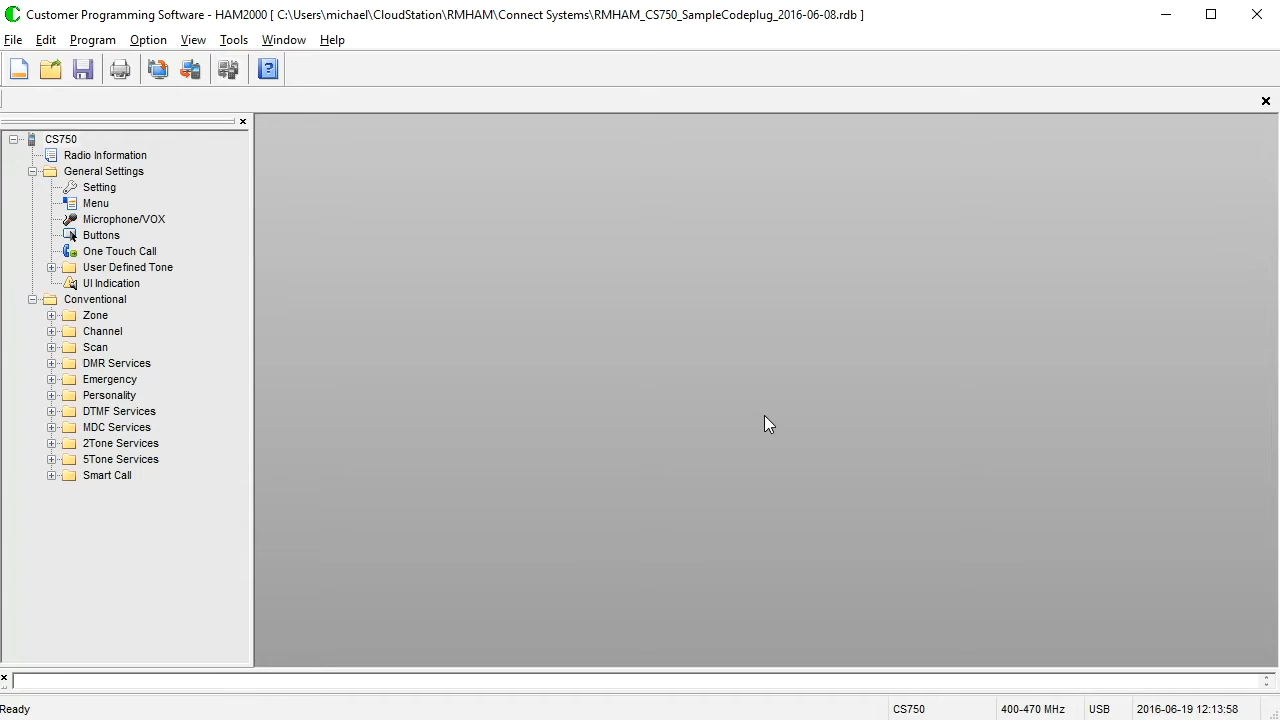 Customer Programming Software - HAM2000 [ C:\Users\michael\CloudStation\RMHAM\Connect Systems\RMHAM_CS750_SampleCodeplug_2016-06-08.rdb ]
File Edit Program Option View Tools Window Help
CS750
Radio Information
General Settings
Setting
Menu
Microphone/VOX
Buttons
One Touch Call
User Defined Tone
UI Indication
Conventional
Zone
Channel
Scan
DMR Services
Emergency
Personality
DTMF Services
MDC Services
2Tone Services
5Tone Services
Smart Call
Ready CS750 400-470 MHz USB 2016-06-19 12:13:58